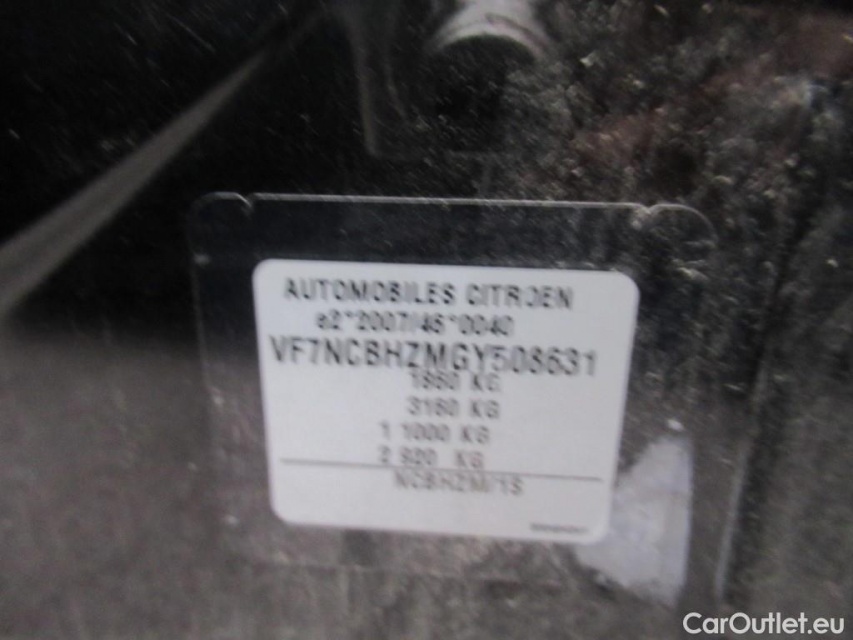 AUTOMOBILES CITROEN
e2*2007/46*0040
VF7NCBHZMGY508631
1860 KG
3160 KG
1 1000 KG
2 920 KG
NCBHZM/1S
CarOutlet.eu